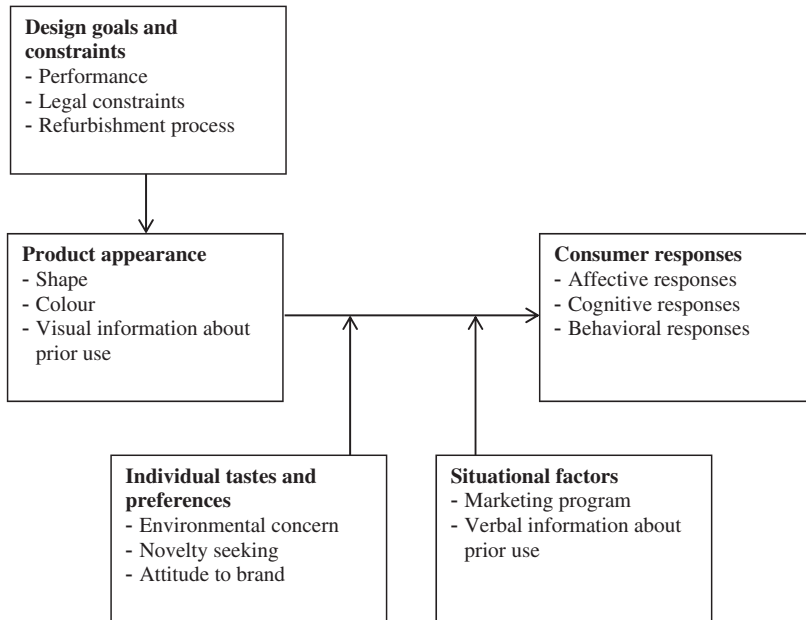 Design goals and
constraints
- Performance
- Legal constraints
- Refurbishment process
Product appearance
- Shape
- Colour
- Visual information about
prior use
Consumer responses
- Affective responses
- Cognitive responses
- Behavioral responses
Individual tastes and
preferences
- Environmental concern
- Novelty seeking
- Attitude to brand
Situational factors
- Marketing program
- Verbal information about
prior use